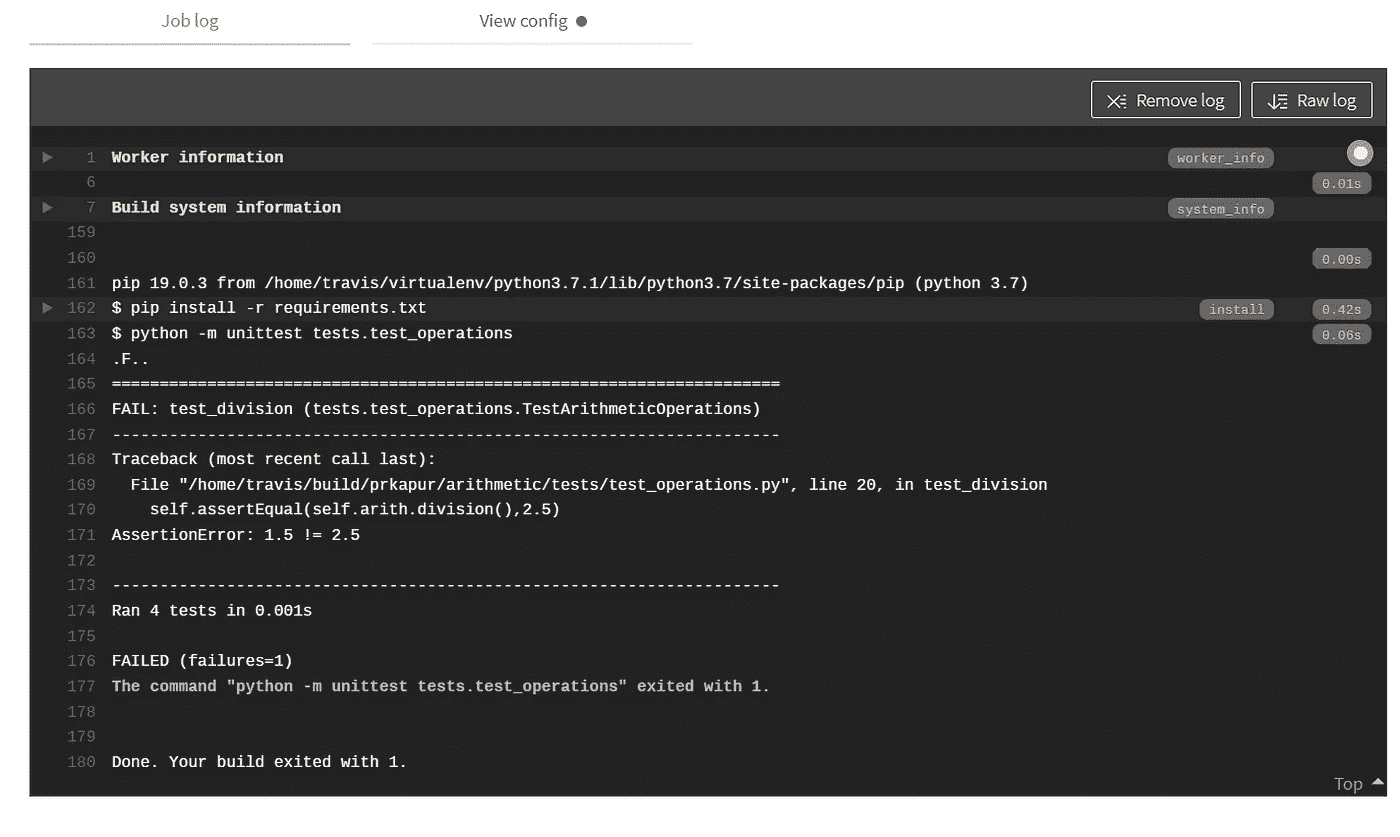 Job log
View config
Remove log
Raw log
1 Worker information worker_info
6 0.01s
7 Build system information system_info
159
160 0.00s
161 pip 19.0.3 from /home/travis/virtualenv/python3.7.1/lib/python3.7/site-packages/pip (python 3.7)
162 $ pip install -r requirements.txt install 0.42s
163 $ python -m unittest tests.test_operations 0.06s
164 .F..
165 ======================================================================
166 FAIL: test_division (tests.test_operations.TestArithmeticOperations)
167 ----------------------------------------------------------------------
168 Traceback (most recent call last):
169   File "/home/travis/build/prkapur/arithmetic/tests/test_operations.py", line 20, in test_division
170     self.assertEqual(self.arith.division(),2.5)
171 AssertionError: 1.5 != 2.5
172
173 ----------------------------------------------------------------------
174 Ran 4 tests in 0.001s
175
176 FAILED (failures=1)
177 The command "python -m unittest tests.test_operations" exited with 1.
178
179
180 Done. Your build exited with 1.
Top